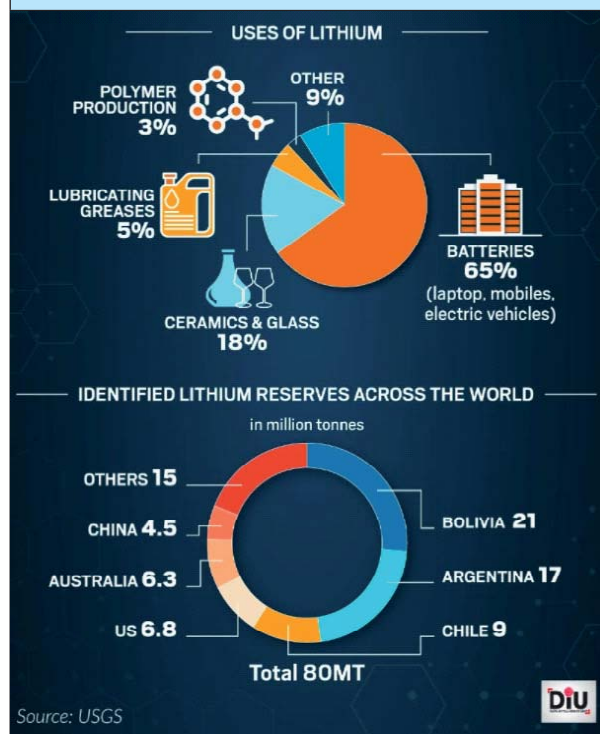 USES OF LITHIUM
POLYMER
PRODUCTION
3%
OTHER
9%
LUBRICATING
GREASES
5%
BATTERIES
65%
(laptop, mobiles,
electric vehicles)
CERAMICS & GLASS
18%
IDENTIFIED LITHIUM RESERVES ACROSS THE WORLD
in million tonnes
OTHERS 15
CHINA 4.5
AUSTRALIA 6.3
US 6.8
BOLIVIA 21
ARGENTINA 17
CHILE 9
Total 80MT
Source: USGS
DiU